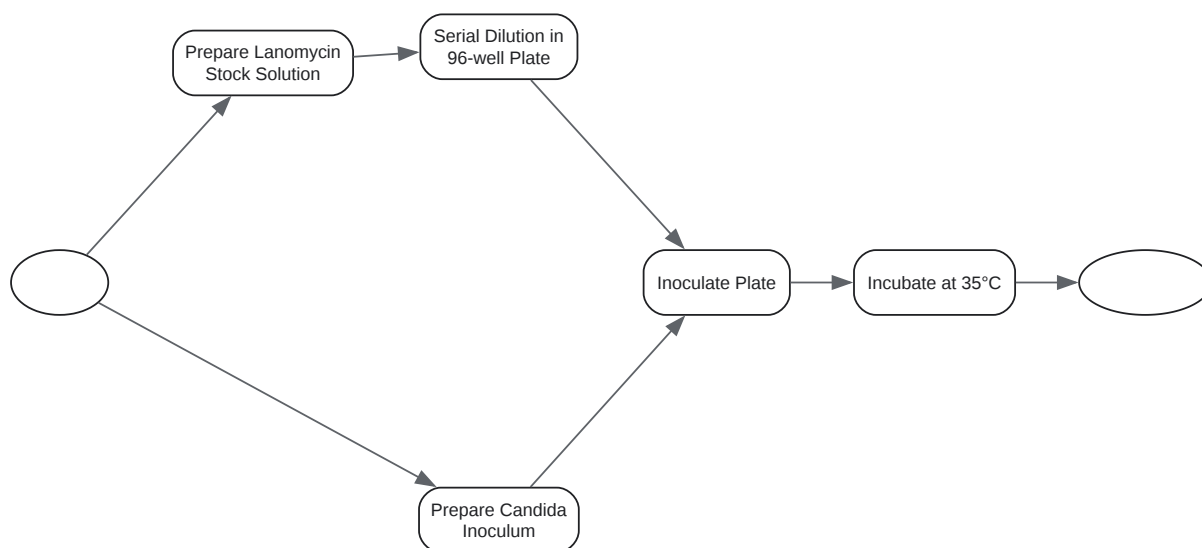 Prepare Lanomycin
Stock Solution
Serial Dilution in
96-well Plate
Inoculate Plate
Incubate at 35°C
Prepare Candida
Inoculum